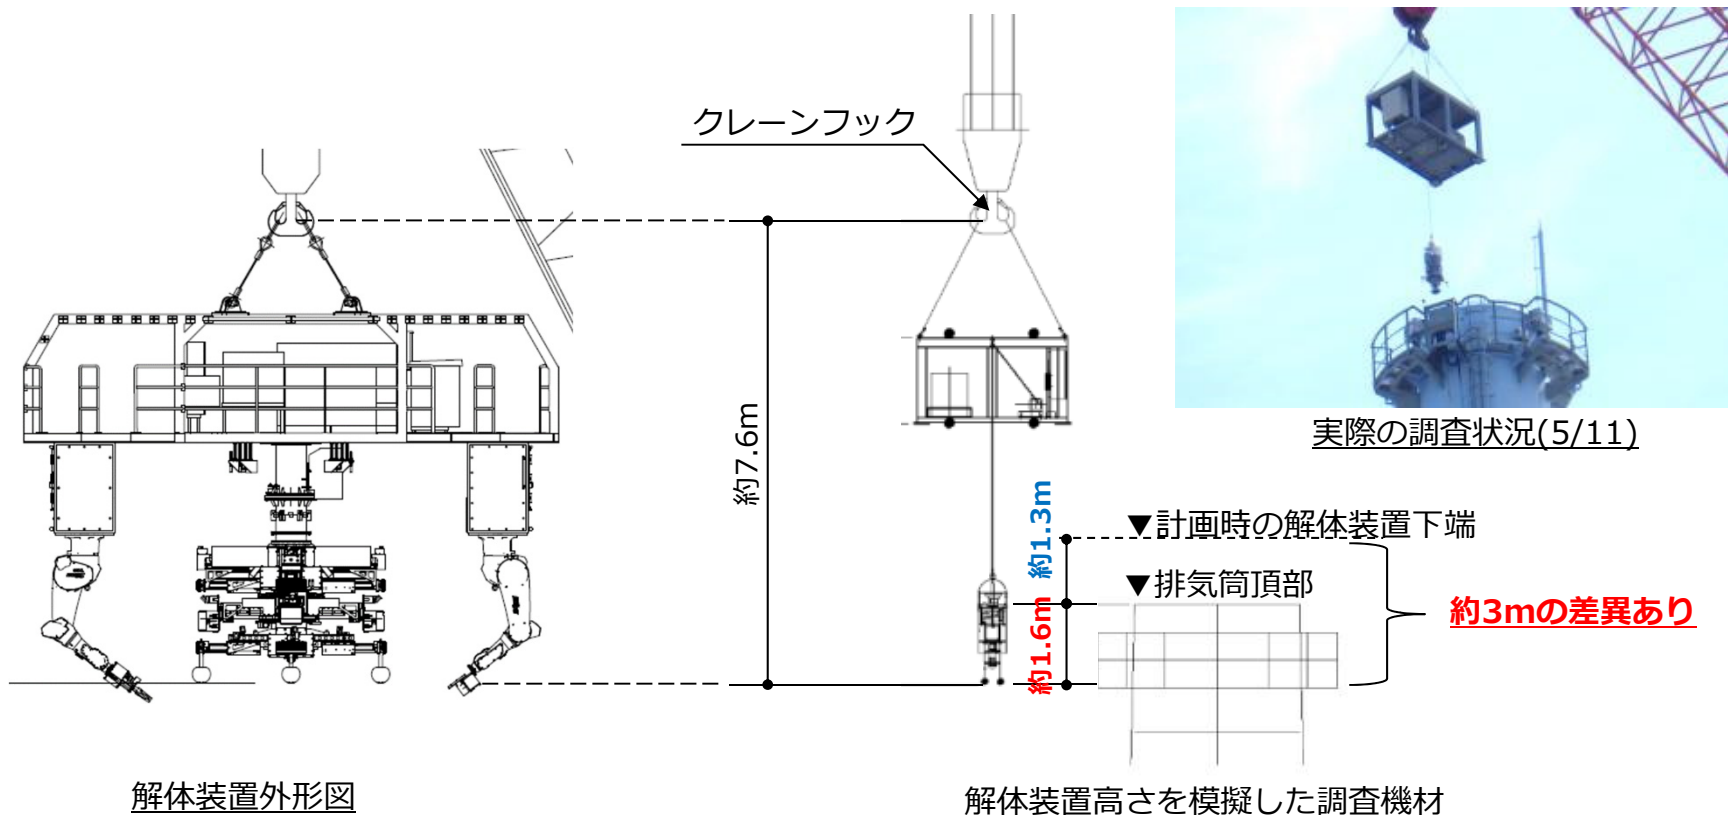 クレーンフック
実際の調査状況(5/11)
約7.6m
約1.3m
▼計画時の解体装置下端
▼排気筒頂部
約1.6m
約3mの差異あり
解体装置外形図
解体装置高さを模擬した調査機材